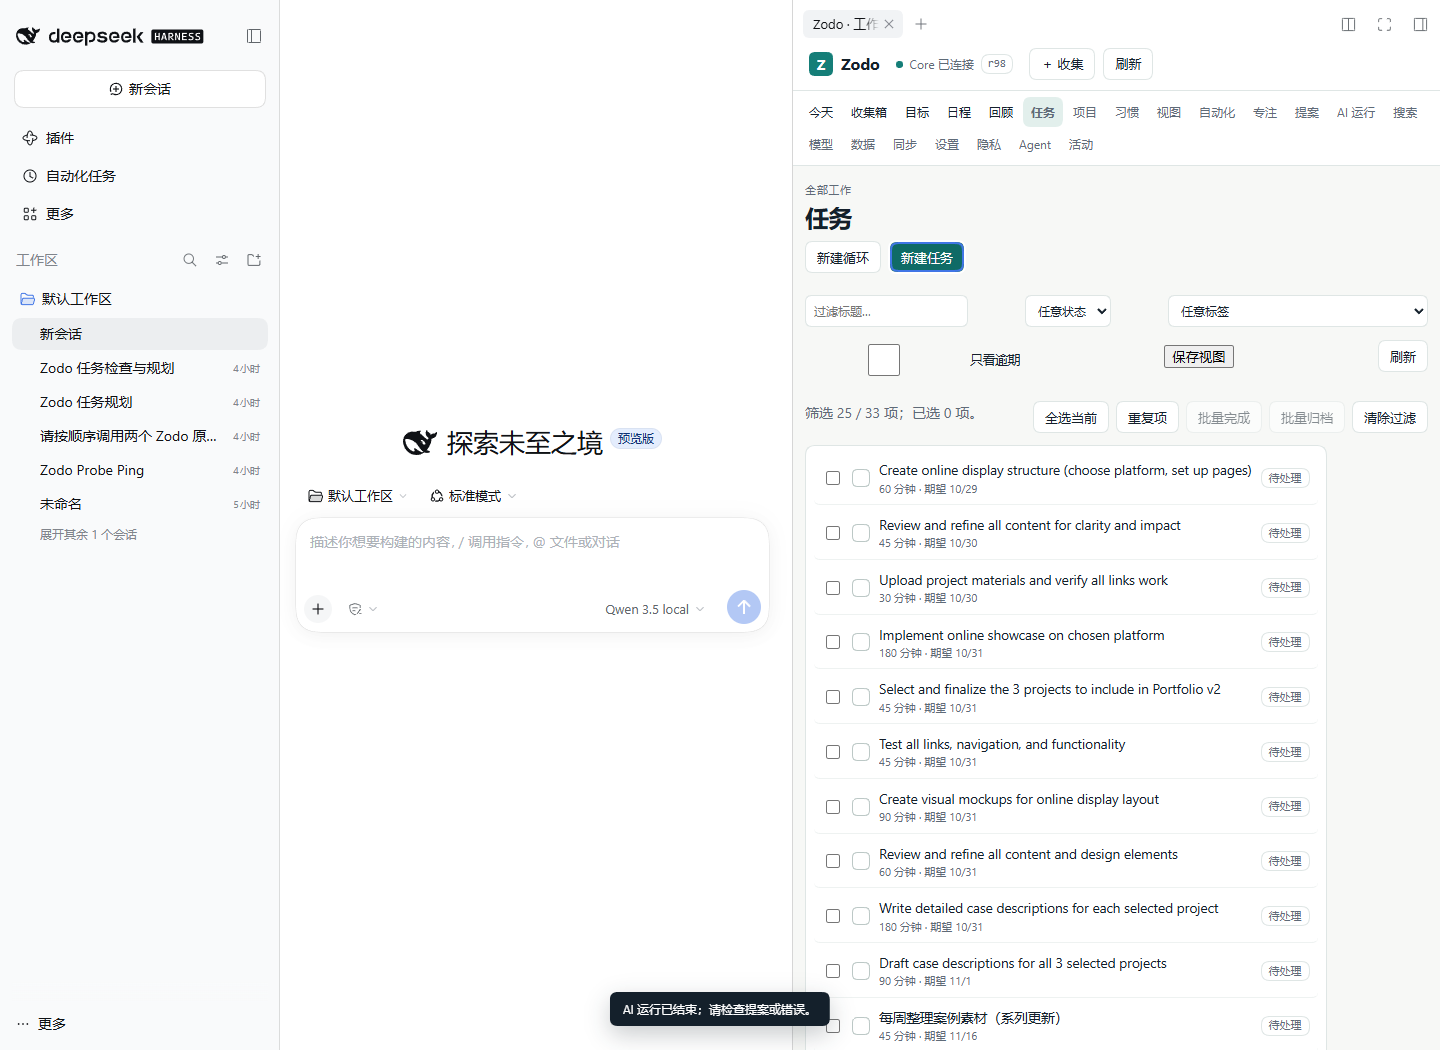 deepseek HARNESS
新会话
插件
自动化任务
更多
工作区
默认工作区
新会话
Zodo 任务检查与规划 4小时
Zodo 任务规划 4小时
请按顺序调用两个 Zodo 原... 4小时
Zodo Probe Ping 4小时
未命名 5小时
展开其余 1 个会话
更多
探索未至之境 预览版
默认工作区 标准模式
描述你想要构建的内容, / 调用指令, @ 文件或对话
Qwen 3.5 local
Zodo · 工作
Z Zodo Core 已连接 r98 + 收集 刷新
今天 收集箱 目标 日程 回顾 任务 项目 习惯 视图 自动化 专注 提案 AI 运行 搜索
模型 数据 同步 设置 隐私 Agent 活动
全部工作
任务
新建循环 新建任务
过滤标题... 任意状态 任意标签
只看逾期 保存视图 刷新
筛选 25 / 33 项；已选 0 项。 全选当前 重复项 批量完成 批量归档 清除过滤
Create online display structure (choose platform, set up pages) 待处理
60 分钟 · 期望 10/29
Review and refine all content for clarity and impact 待处理
45 分钟 · 期望 10/30
Upload project materials and verify all links work 待处理
30 分钟 · 期望 10/30
Implement online showcase on chosen platform 待处理
180 分钟 · 期望 10/31
Select and finalize the 3 projects to include in Portfolio v2 待处理
45 分钟 · 期望 10/31
Test all links, navigation, and functionality 待处理
45 分钟 · 期望 10/31
Create visual mockups for online display layout 待处理
90 分钟 · 期望 10/31
Review and refine all content and design elements 待处理
60 分钟 · 期望 10/31
Write detailed case descriptions for each selected project 待处理
180 分钟 · 期望 10/31
Draft case descriptions for all 3 selected projects 待处理
90 分钟 · 期望 11/1
每周整理案例素材（系列更新） 待处理
45 分钟 · 期望 11/16
AI 运行已结束；请检查提案或错误。